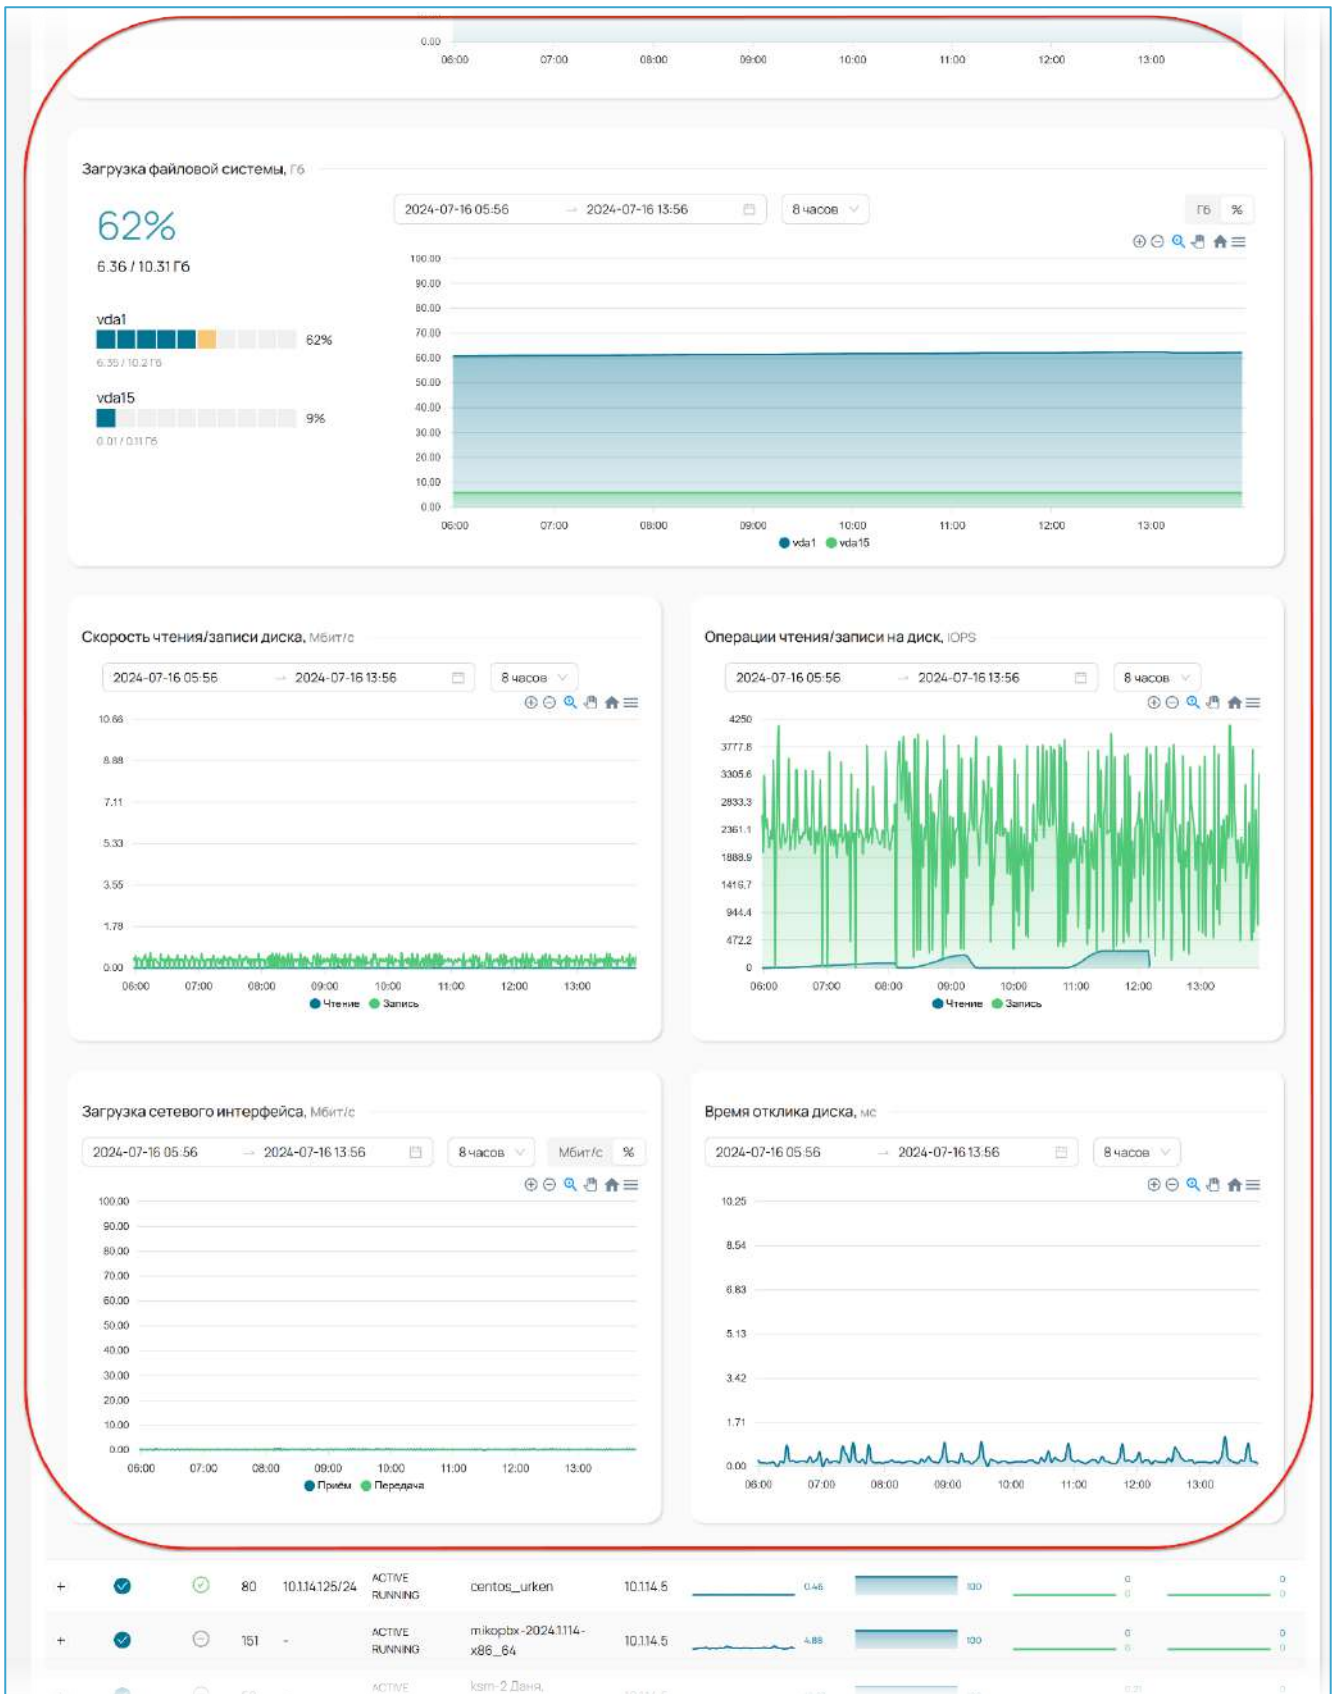 0.00
06:00 07:00 08:00 09:00 10:00 11:00 12:00 13:00
Загрузка файловой системы, Гб
62%
6.36 / 10.31 Гб
2024-07-16 05:56 → 2024-07-16 13:56 8 часов Гб %
vda1
62%
6.35 / 10.2 Гб
vda15
9%
0.01 / 0.11 Гб
100.00
90.00
80.00
70.00
60.00
50.00
40.00
30.00
20.00
10.00
0.00
06:00 07:00 08:00 09:00 10:00 11:00 12:00 13:00
vda1 vda15
Скорость чтения/записи диска, Мбит/с
2024-07-16 05:56 → 2024-07-16 13:56 8 часов
10.66
8.88
7.11
5.33
3.55
1.78
0.00
06:00 07:00 08:00 09:00 10:00 11:00 12:00 13:00
Чтение Запись
Операции чтения/записи на диск, IOPS
2024-07-16 05:56 → 2024-07-16 13:56 8 часов
4250
3777.8
3305.6
2833.3
2361.1
1888.9
1416.7
944.4
472.2
0
06:00 07:00 08:00 09:00 10:00 11:00 12:00 13:00
Чтение Запись
Загрузка сетевого интерфейса, Мбит/с
2024-07-16 05:56 → 2024-07-16 13:56 8 часов Мбит/с %
100.00
90.00
80.00
70.00
60.00
50.00
40.00
30.00
20.00
10.00
0.00
06:00 07:00 08:00 09:00 10:00 11:00 12:00 13:00
Приём Передача
Время отклика диска, мс
2024-07-16 05:56 → 2024-07-16 13:56 8 часов
10.25
8.54
6.83
5.13
3.42
1.71
0.00
06:00 07:00 08:00 09:00 10:00 11:00 12:00 13:00
+ 80 10.1.14.125/24 ACTIVE RUNNING centos_urken 10.1.14.5 0.46 100 0 0 0 0
+ 151 - ACTIVE RUNNING mikopbx-2024.1.114-x86_64 10.1.14.5 4.88 100 0 0 0 0
ACTIVE ksm-2 Даня,